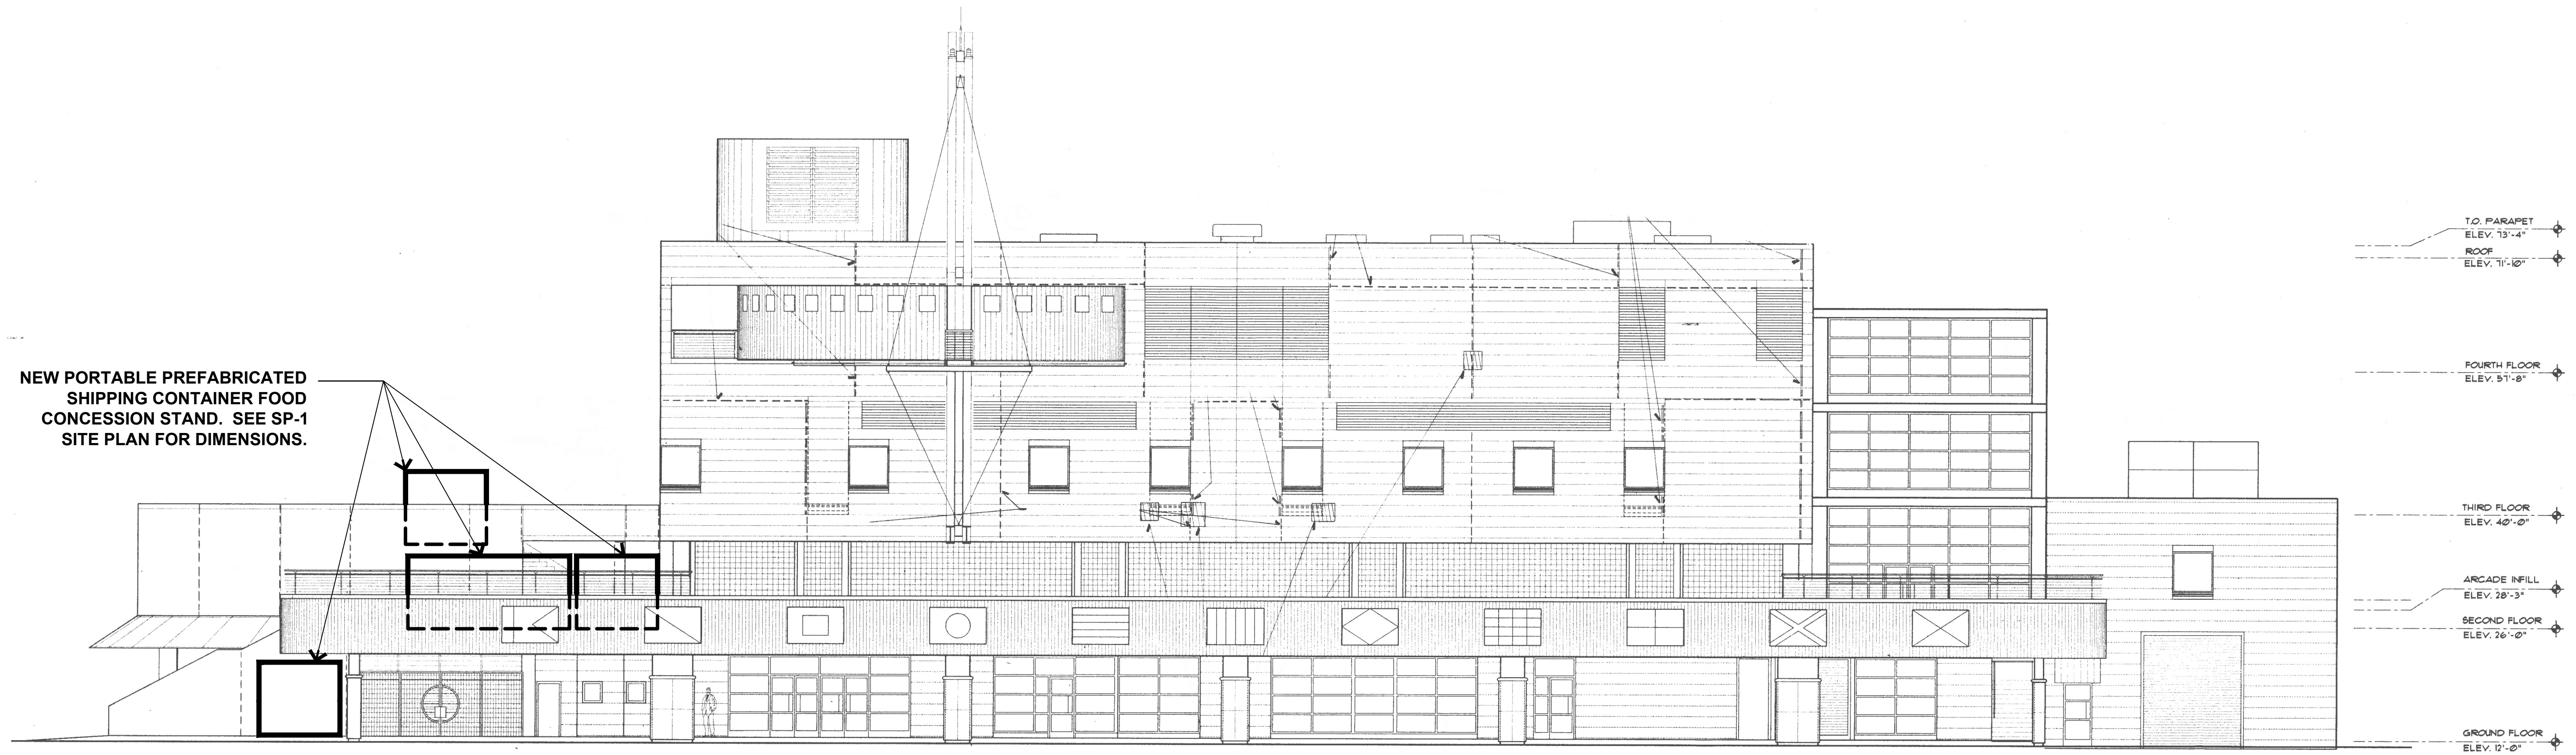 NEW PORTABLE PREFABRICATED
SHIPPING CONTAINER FOOD
CONCESSION STAND. SEE SP-1
SITE PLAN FOR DIMENSIONS.
T.O. PARAPET
ELEV. 73'-4"
ROOF
ELEV. 71'-10"
FOURTH FLOOR
ELEV. 57'-8"
THIRD FLOOR
ELEV. 40'-0"
ARCADE INFILL
ELEV. 28'-3"
SECOND FLOOR
ELEV. 26'-0"
GROUND FLOOR
ELEV. 12'-0"